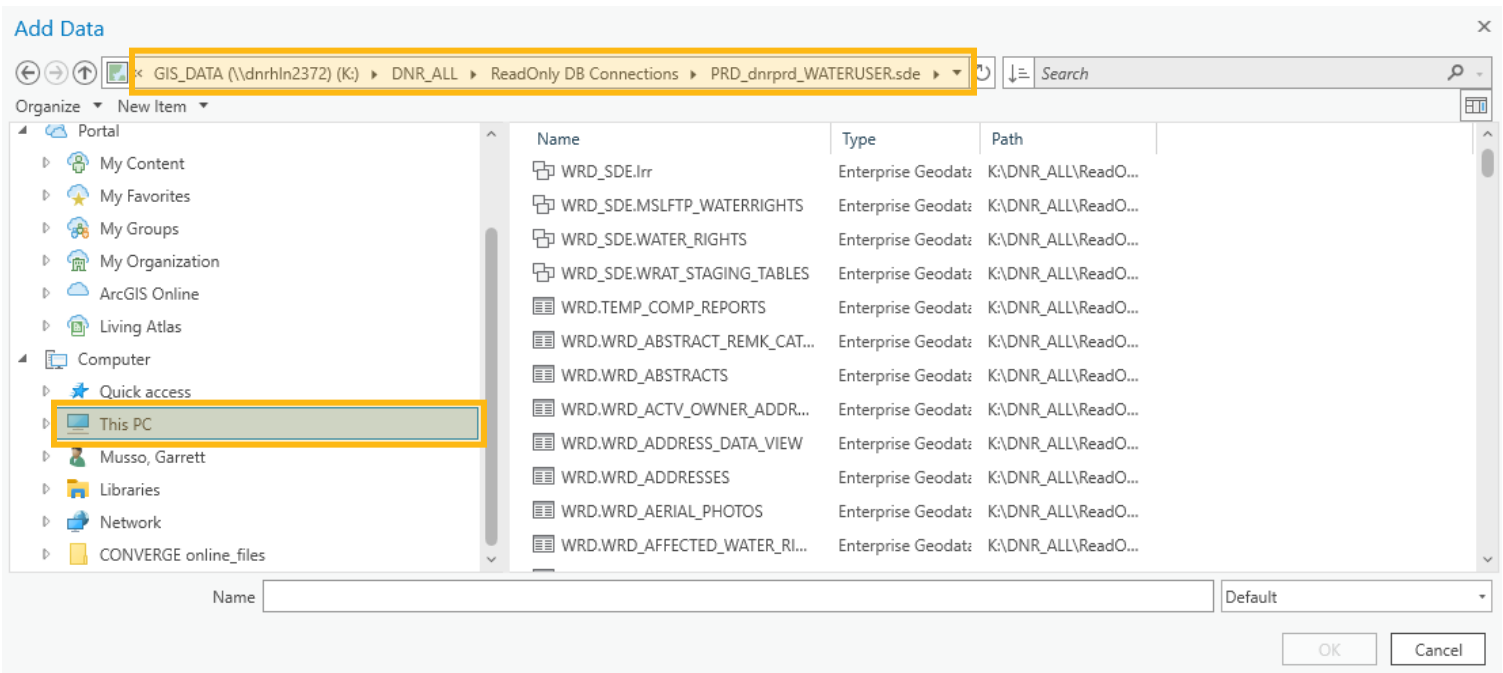 Add Data
« GIS_DATA (\\dnrhln2372) (K:) DNR_ALL ReadOnly DB Connections PRD_dnrprd_WATERUSER.sde Search
Organize New Item
Portal
My Content
My Favorites
My Groups
My Organization
ArcGIS Online
Living Atlas
Computer
Quick access
This PC
Musso, Garrett
Libraries
Network
CONVERGE online_files
Name Type Path
WRD_SDE.lrr Enterprise Geodata K:\DNR_ALL\ReadO...
WRD_SDE.MSLFTP_WATERRIGHTS Enterprise Geodata K:\DNR_ALL\ReadO...
WRD_SDE.WATER_RIGHTS Enterprise Geodata K:\DNR_ALL\ReadO...
WRD_SDE.WRAT_STAGING_TABLES Enterprise Geodata K:\DNR_ALL\ReadO...
WRD.TEMP_COMP_REPORTS Enterprise Geodata K:\DNR_ALL\ReadO...
WRD.WRD_ABSTRACT_REMK_CAT... Enterprise Geodata K:\DNR_ALL\ReadO...
WRD.WRD_ABSTRACTS Enterprise Geodata K:\DNR_ALL\ReadO...
WRD.WRD_ACTV_OWNER_ADDR... Enterprise Geodata K:\DNR_ALL\ReadO...
WRD.WRD_ADDRESS_DATA_VIEW Enterprise Geodata K:\DNR_ALL\ReadO...
WRD.WRD_ADDRESSES Enterprise Geodata K:\DNR_ALL\ReadO...
WRD.WRD_AERIAL_PHOTOS Enterprise Geodata K:\DNR_ALL\ReadO...
WRD.WRD_AFFECTED_WATER_RI... Enterprise Geodata K:\DNR_ALL\ReadO...
Name Default
OK Cancel